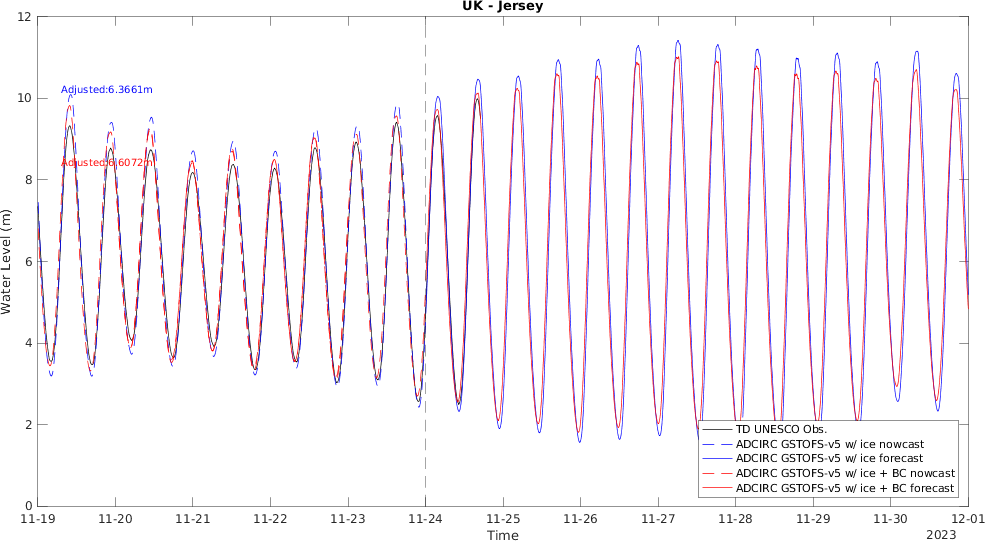 UK - Jersey
12
10
8
6
4
2
0
Water Level (m)
Adjusted:6.3661m
Adjusted:6.6072m
TD UNESCO Obs.
ADCIRC GSTOFS-v5 w/ ice nowcast
ADCIRC GSTOFS-v5 w/ ice forecast
ADCIRC GSTOFS-v5 w/ ice + BC nowcast
ADCIRC GSTOFS-v5 w/ ice + BC forecast
11-19 11-20 11-21 11-22 11-23 11-24 11-25 11-26 11-27 11-28 11-29 11-30 12-01
Time
2023